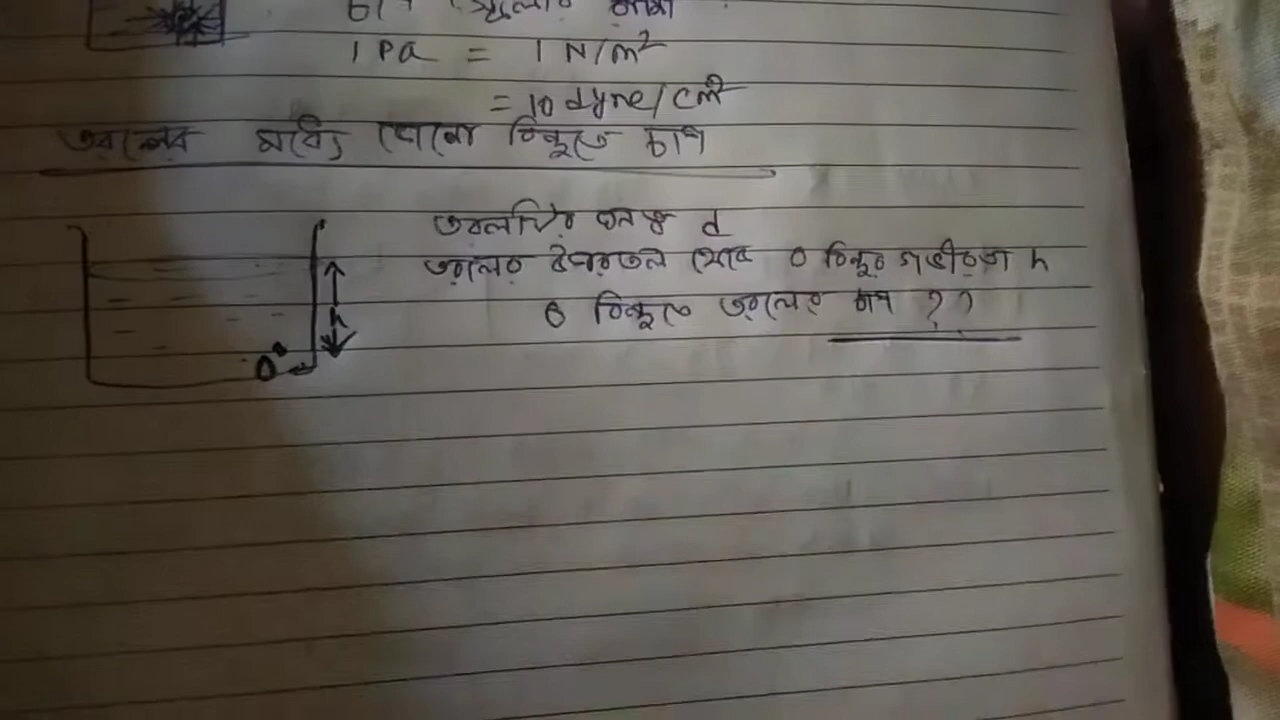 চাপ
1 Pa = 1 N/m²
= 10 dyne/cm²
তরলের মধ্যে কোনো বিন্দুতে চাপ
তরলটির ঘনত্ব d
তরলের উপরতল থেকে O বিন্দুর গভীরতা h
O বিন্দুতে তরলের চাপ ??
h
O